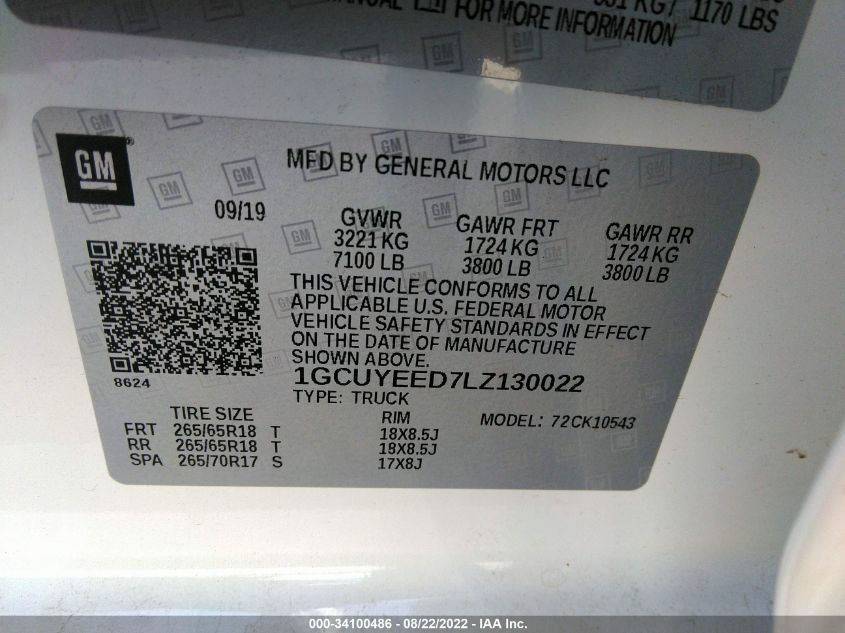 KG / 1170 LBS
MANUAL FOR MORE INFORMATION
GM
MFD BY GENERAL MOTORS LLC
09/19
GVWR GAWR FRT GAWR RR
3221 KG 1724 KG 1724 KG
7100 LB 3800 LB 3800 LB
THIS VEHICLE CONFORMS TO ALL
APPLICABLE U.S. FEDERAL MOTOR
VEHICLE SAFETY STANDARDS IN EFFECT
ON THE DATE OF MANUFACTURE
SHOWN ABOVE.
8624
1GCUYEED7LZ130022
TYPE: TRUCK
TIRE SIZE RIM MODEL: 72CK10543
FRT 265/65R18 T 18X8.5J
RR 265/65R18 T 18X8.5J
SPA 265/70R17 S 17X8J
000-34100486 - 08/22/2022 - IAA Inc.